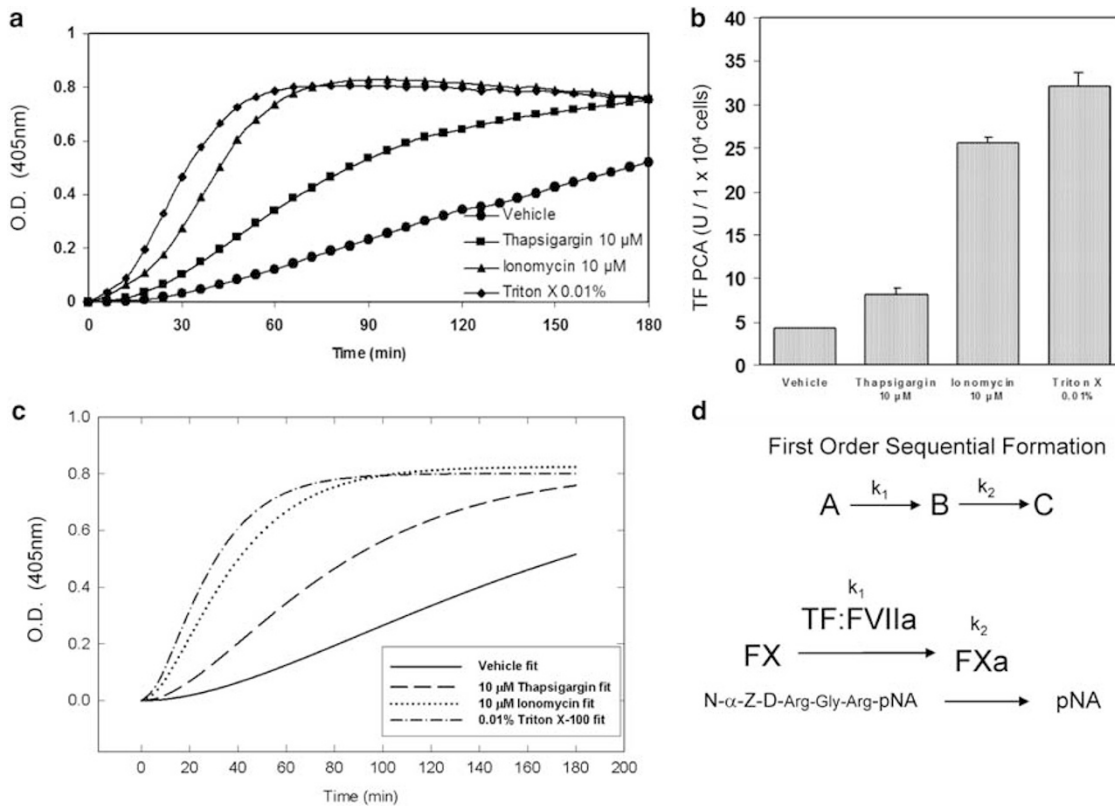 a
O.D. (405nm)
1
0.8
0.6
0.4
0.2
0
0 30 60 90 120 150 180
Time (min)
Vehicle
Thapsigargin 10 µM
Ionomycin 10 µM
Triton X 0.01%
b
TF PCA (U / 1 x 10⁴ cells)
40
35
30
25
20
15
10
5
0
Vehicle
Thapsigargin
10 µM
Ionomycin
10 µM
Triton X
0.01%
c
O.D. (405nm)
1.0
0.8
0.6
0.4
0.2
0.0
0 20 40 60 80 100 120 140 160 180 200
Time (min)
Vehicle fit
10 µM Thapsigargin fit
10 µM Ionomycin fit
0.01% Triton X-100 fit
d
First Order Sequential Formation
k₁ k₂
A B C
k₁
TF:FVIIa
k₂
FX FXa
N-α-Z-D-Arg-Gly-Arg-pNA pNA